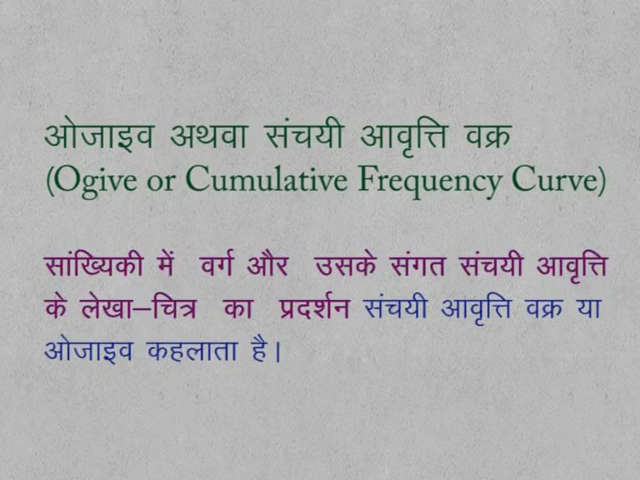 ओजाइव अथवा संचयी आवृत्ति वक्र
(Ogive or Cumulative Frequency Curve)
सांख्यिकी में वर्ग और उसके संगत संचयी आवृत्ति
के लेखा–चित्र का प्रदर्शन संचयी आवृत्ति वक्र या
ओजाइव कहलाता है।